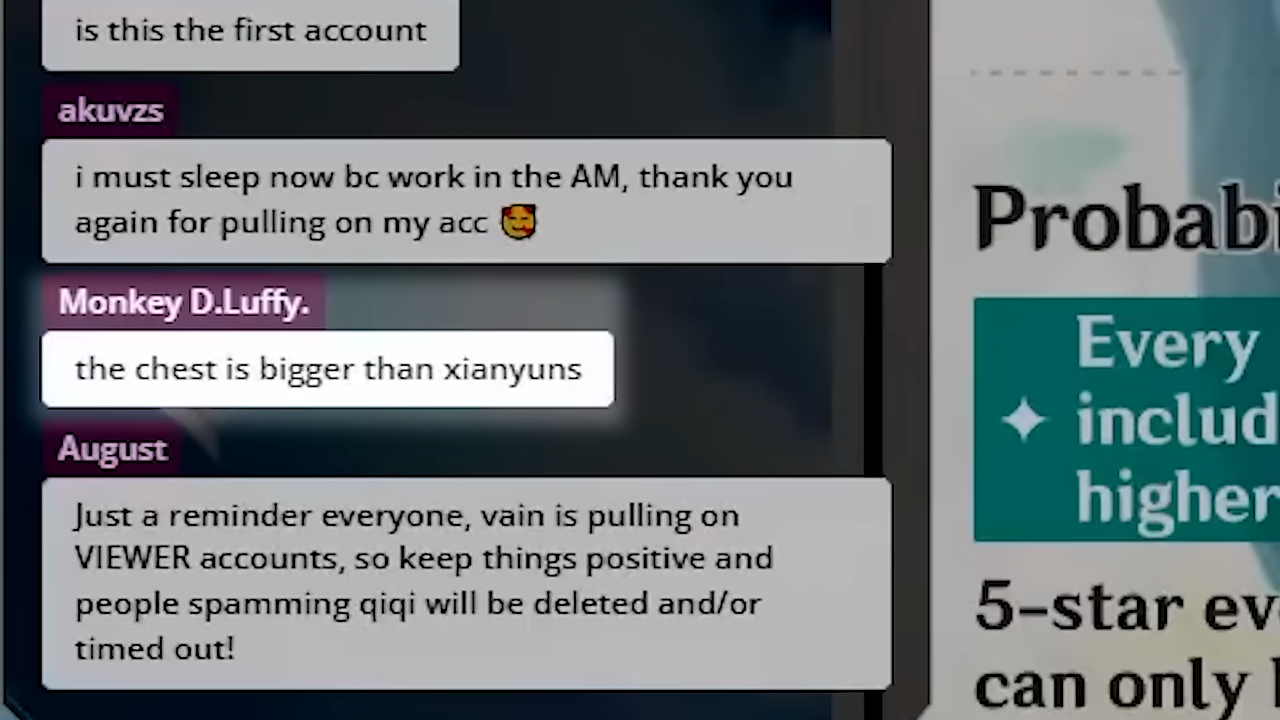 is this the first account
akuvzs
i must sleep now bc work in the AM, thank you
again for pulling on my acc 🥰
Monkey D.Luffy.
the chest is bigger than xianyuns
August
Just a reminder everyone, vain is pulling on
VIEWER accounts, so keep things positive and
people spamming qiqi will be deleted and/or
timed out!
Probabi
Every
includ
higher
5-star ev
can only